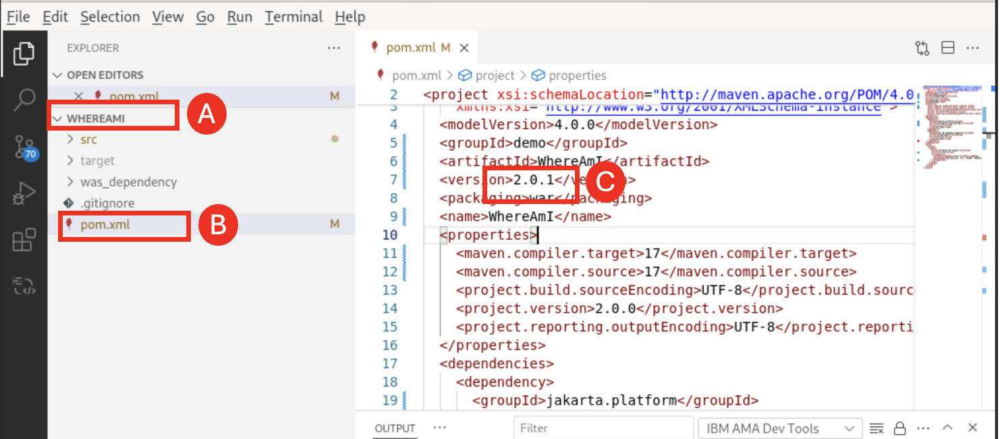 File Edit Selection View Go Run Terminal Help
EXPLORER
OPEN EDITORS
pom.xml M
WHEREAMI
A
src
target
was_dependency
.gitignore
pom.xml M
B
70
pom.xml M
pom.xml > project > properties
2 <project xsi:schemaLocation="http://maven.apache.org/POM/4.0
3 xmlns:xsi="http://www.w3.org/2001/XMLSchema-instance">
4 <modelVersion>4.0.0</modelVersion>
5 <groupId>demo</groupId>
6 <artifactId>WhereAmI</artifactId>
7 <version>2.0.1</version>
C
8 <packaging>war</packaging>
9 <name>WhereAmI</name>
10 <properties>
11 <maven.compiler.target>17</maven.compiler.target>
12 <maven.compiler.source>17</maven.compiler.source>
13 <project.build.sourceEncoding>UTF-8</project.build.sourc
14 <project.version>2.0.0</project.version>
15 <project.reporting.outputEncoding>UTF-8</project.reporti
16 </properties>
17 <dependencies>
18 <dependency>
19 <groupId>jakarta.platform</groupId>
OUTPUT ... Filter IBM AMA Dev Tools